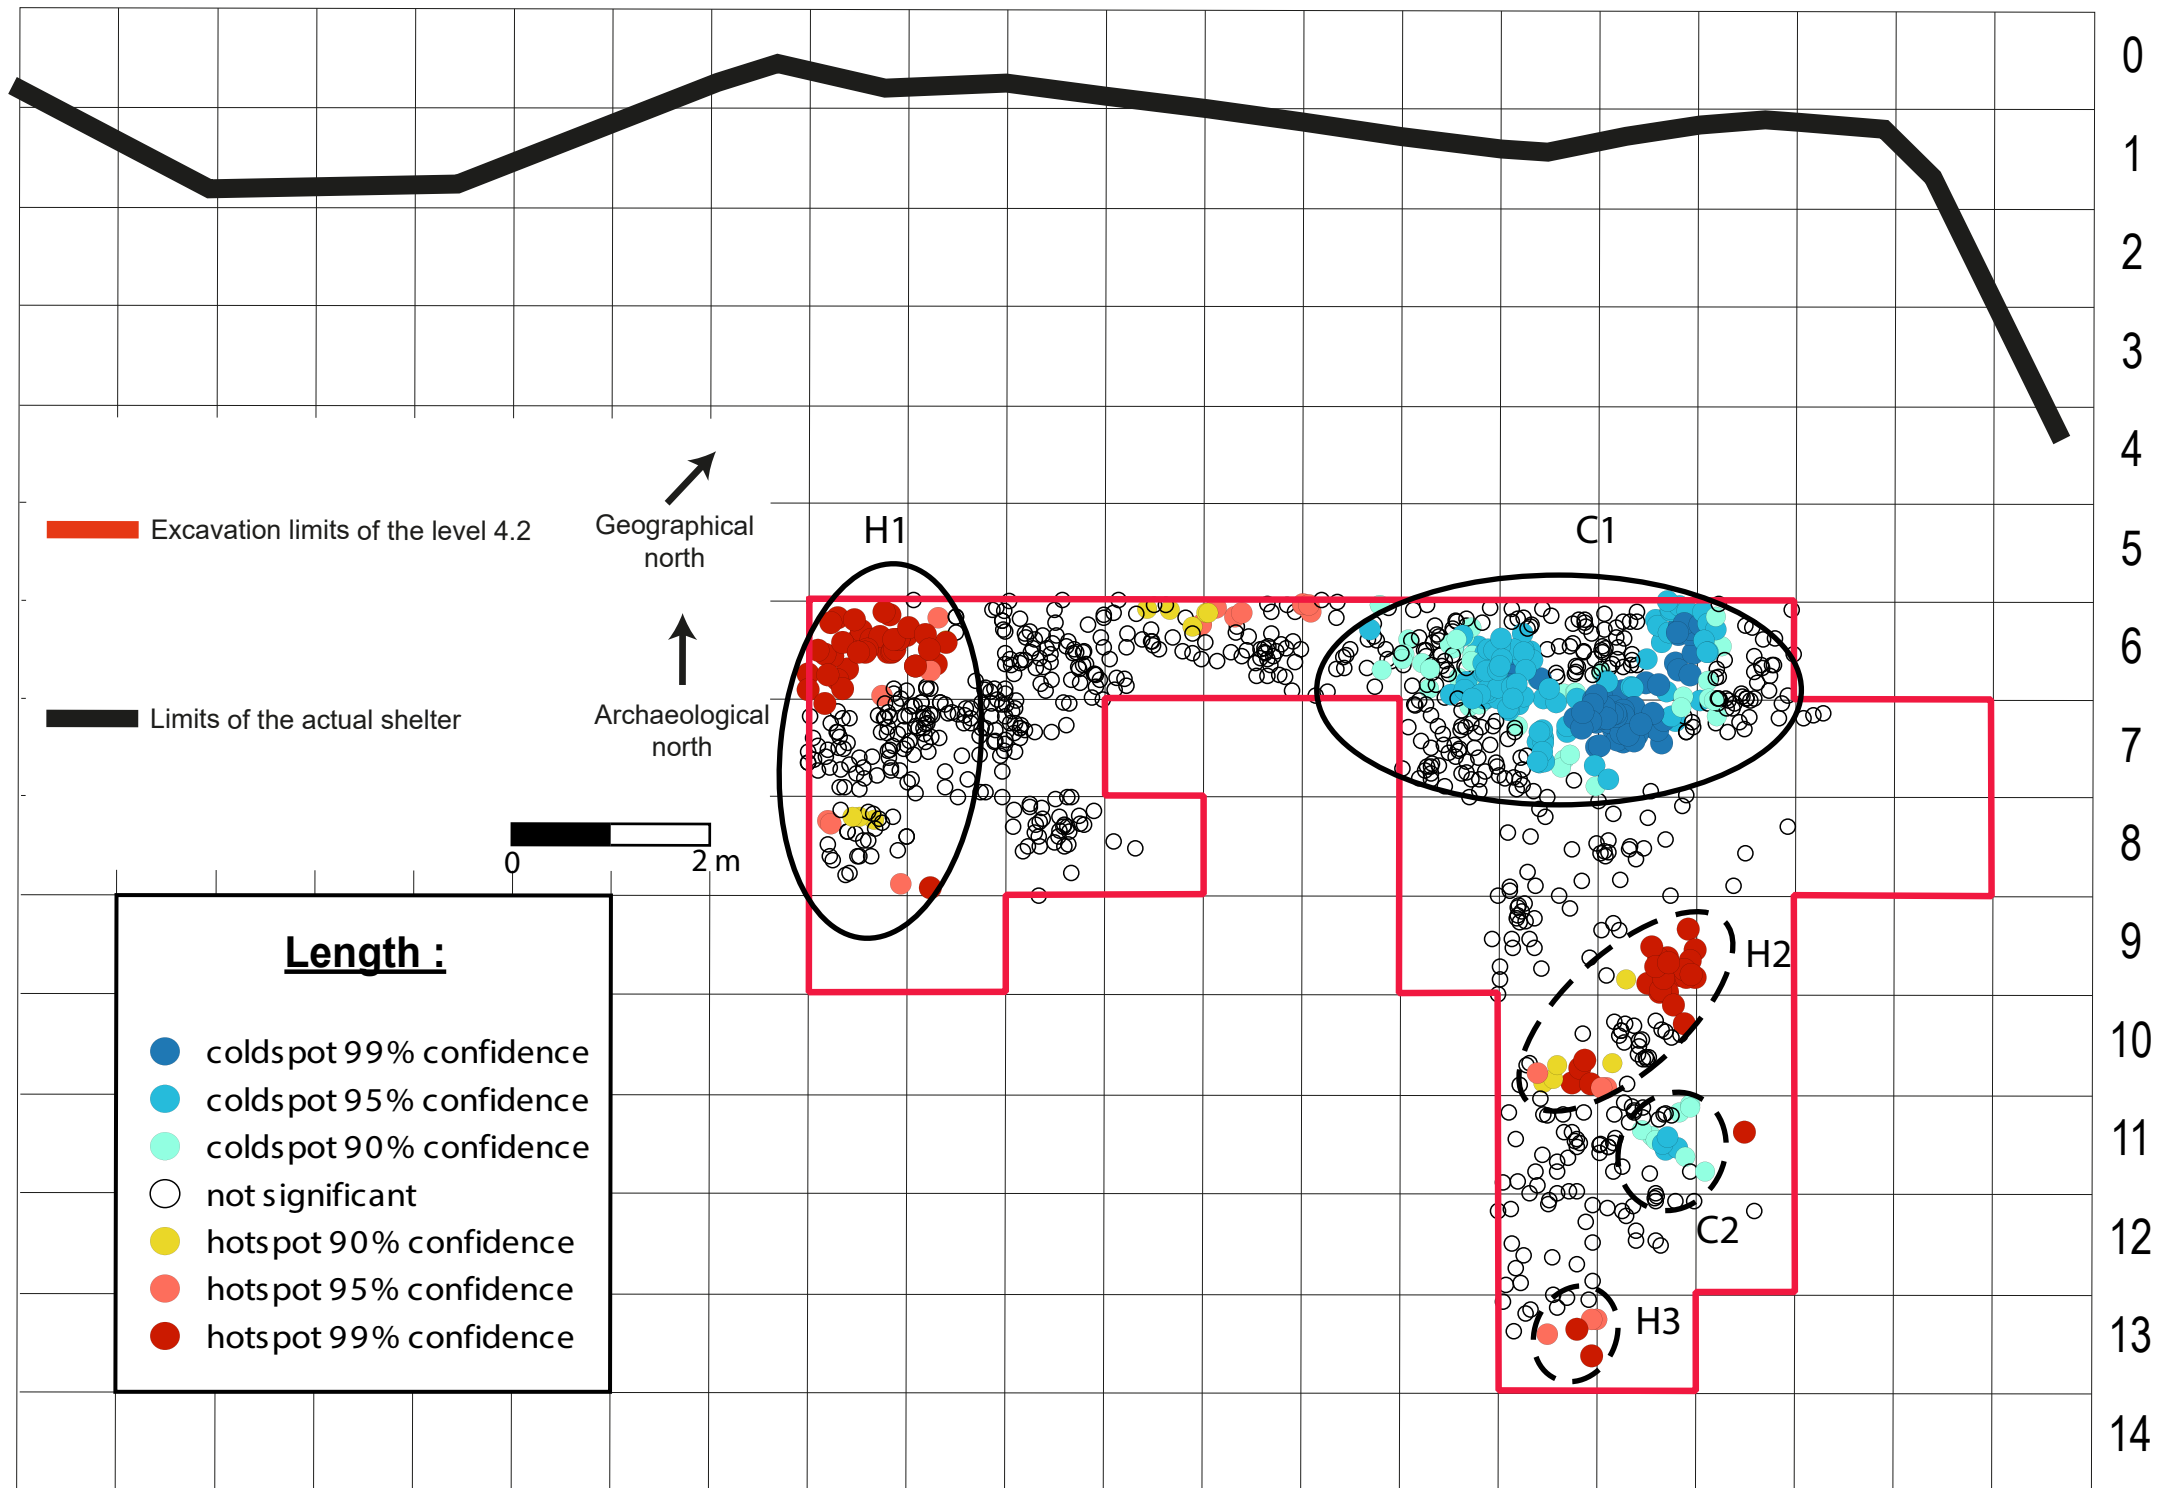 0
1
2
3
4
5
6
7
8
9
10
11
12
13
14
Excavation limits of the level 4.2
Limits of the actual shelter
Geographical
north
Archaeological
north
0
2 m
H1
C1
H2
C2
H3
Length :
coldspot 99% confidence
coldspot 95% confidence
coldspot 90% confidence
not significant
hotspot 90% confidence
hotspot 95% confidence
hotspot 99% confidence